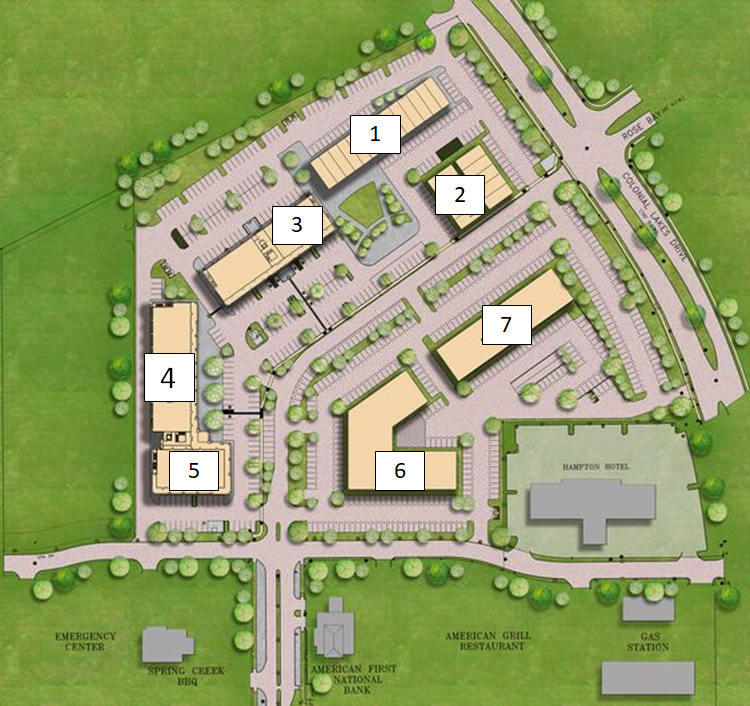 1
2
3
4
5
6
7
ROSE BAY
COLONIAL LAKES DRIVE
HAMPTON HOTEL
EMERGENCY
CENTER
SPRING CREEK
BBQ
AMERICAN FIRST
NATIONAL
BANK
AMERICAN GRILL
RESTAURANT
GAS
STATION